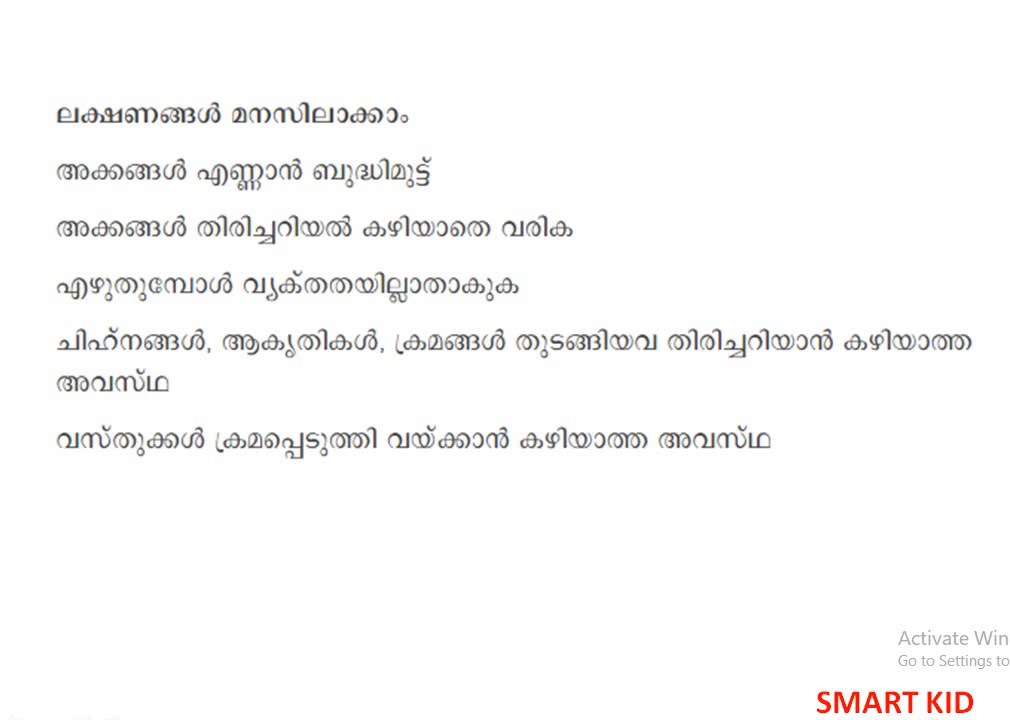 ലക്ഷണങ്ങൾ മനസിലാക്കാം
അക്കങ്ങൾ എണ്ണാൻ ബുദ്ധിമുട്ട്
അക്കങ്ങൾ തിരിച്ചറിയൽ കഴിയാതെ വരിക
എഴുതുമ്പോൾ വ്യക്തതയില്ലാതാകുക
ചിഹ്നങ്ങൾ, ആകൃതികൾ, ക്രമങ്ങൾ തുടങ്ങിയവ തിരിച്ചറിയാൻ കഴിയാത്ത
അവസ്ഥ
വസ്തുക്കൾ ക്രമപ്പെടുത്തി വയ്ക്കാൻ കഴിയാത്ത അവസ്ഥ
Activate Win
Go to Settings to
SMART KID